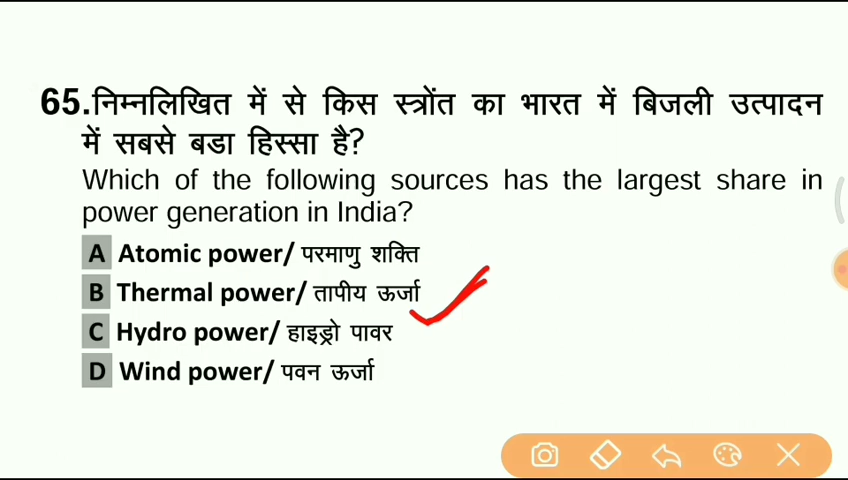 65.निम्नलिखित में से किस स्त्रोंत का भारत में बिजली उत्पादन
में सबसे बडा हिस्सा है?
Which of the following sources has the largest share in
power generation in India?
A Atomic power/ परमाणु शक्ति
B Thermal power/ तापीय ऊर्जा
C Hydro power/ हाइड्रो पावर
D Wind power/ पवन ऊर्जा